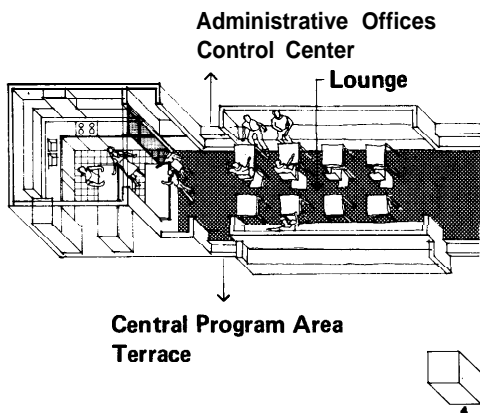 Administrative Offices
Control Center
Lounge
Central Program Area
Terrace